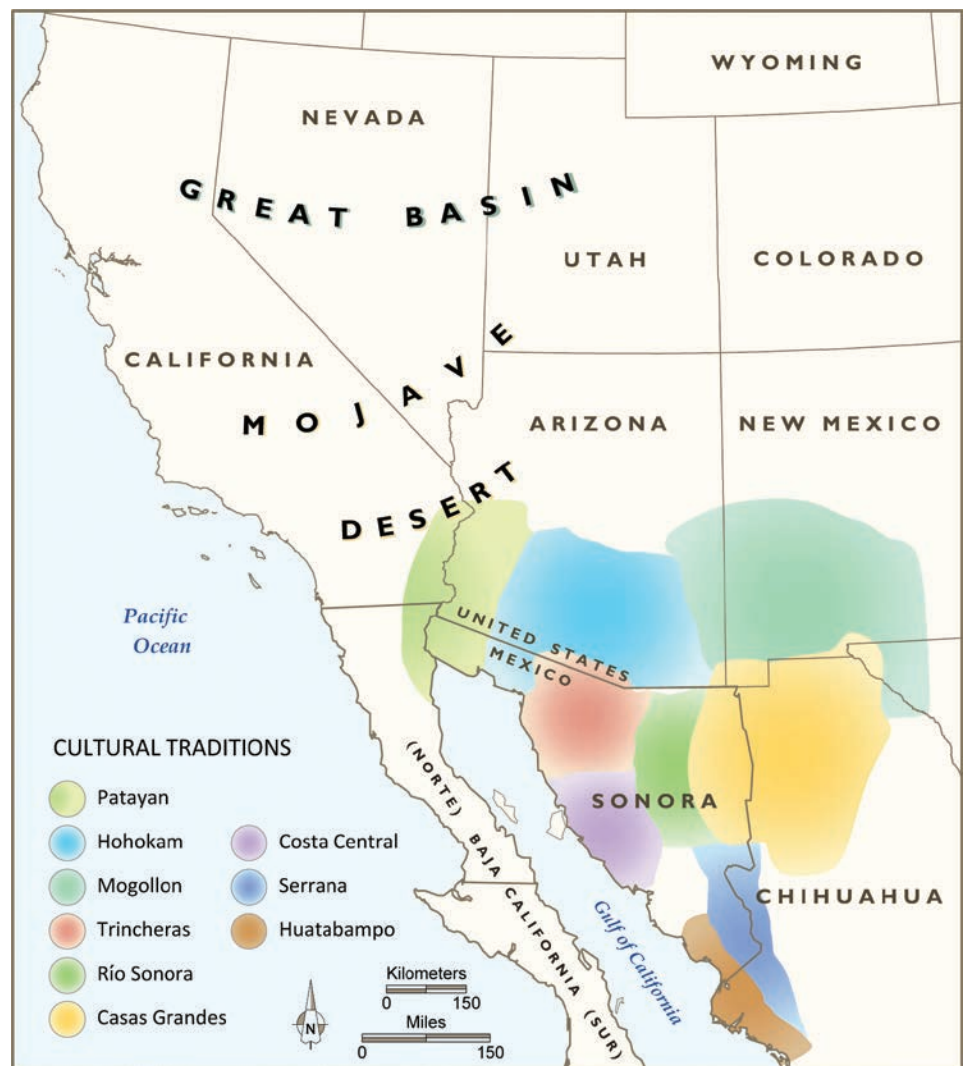 WYOMING
NEVADA
GREAT BASIN
UTAH
COLORADO
CALIFORNIA
MOJAVE
DESERT
ARIZONA
NEW MEXICO
Pacific
Ocean
UNITED STATES
MEXICO
CULTURAL TRADITIONS
Patayan
Hohokam
Mogollon
Trincheras
Río Sonora
Casas Grandes
Costa Central
Serrana
Huatabampo
(NORTE) BAJA CALIFORNIA (SUR)
SONORA
CHIHUAHUA
Gulf of California
N
Kilometers
0 150
Miles
0 150